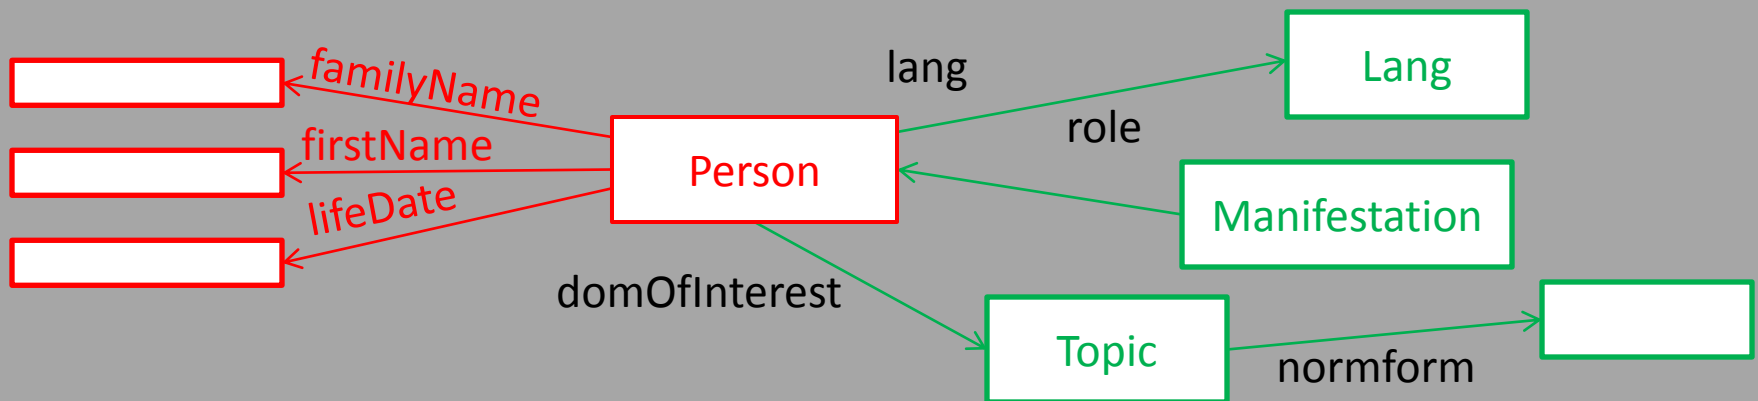 familyName
firstName
lifeDate
Person
lang
Lang
role
Manifestation
domOfInterest
Topic
normform